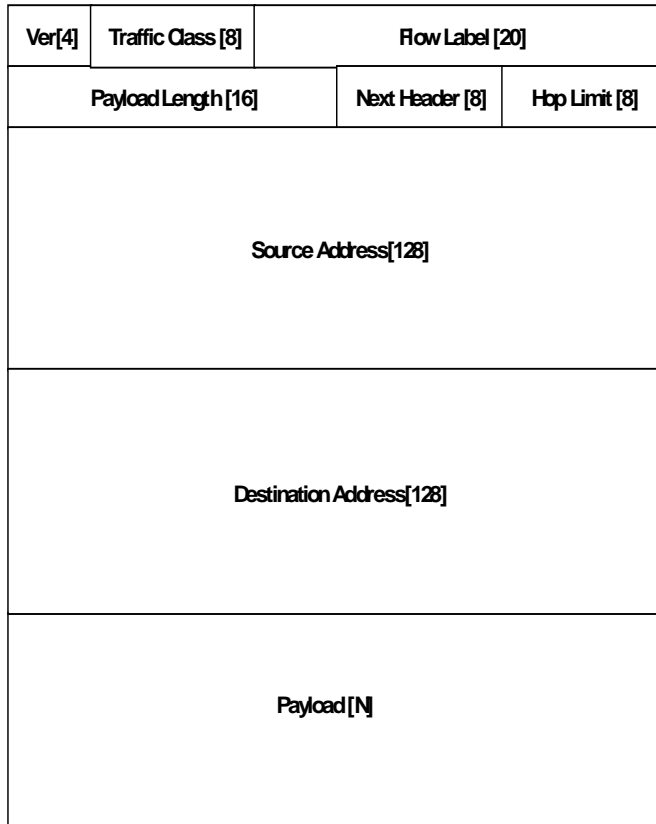 Ver[4] Traffic Class [8] Flow Label [20]
Payload Length [16] Next Header [8] Hop Limit [8]
Source Address[128]
Destination Address[128]
Payload [N]